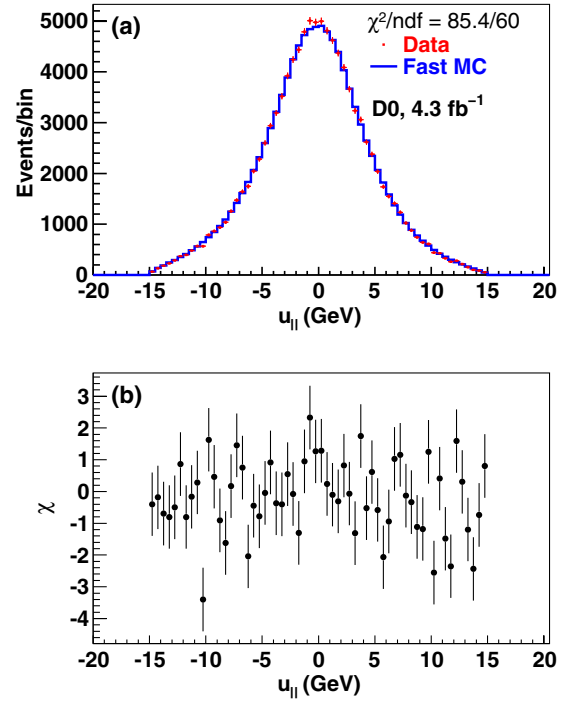 (a)
χ²/ndf = 85.4/60
Data
Fast MC
D0, 4.3 fb⁻¹
Events/bin
5000
4000
3000
2000
1000
0
-20 -15 -10 -5 0 5 10 15 20
u|| (GeV)
(b)
χ
3
2
1
0
-1
-2
-3
-4
-20 -15 -10 -5 0 5 10 15 20
u|| (GeV)